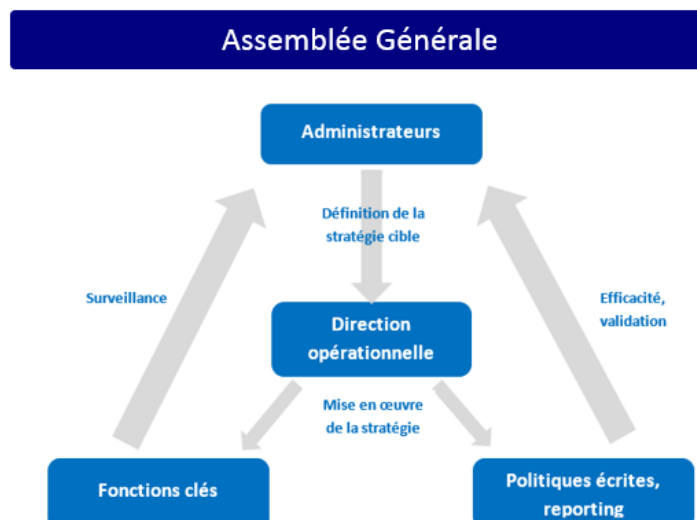 Assemblée Générale
Administrateurs
Définition de la
stratégie cible
Surveillance
Efficacité,
validation
Direction
opérationnelle
Mise en œuvre
de la stratégie
Fonctions clés
Politiques écrites,
reporting